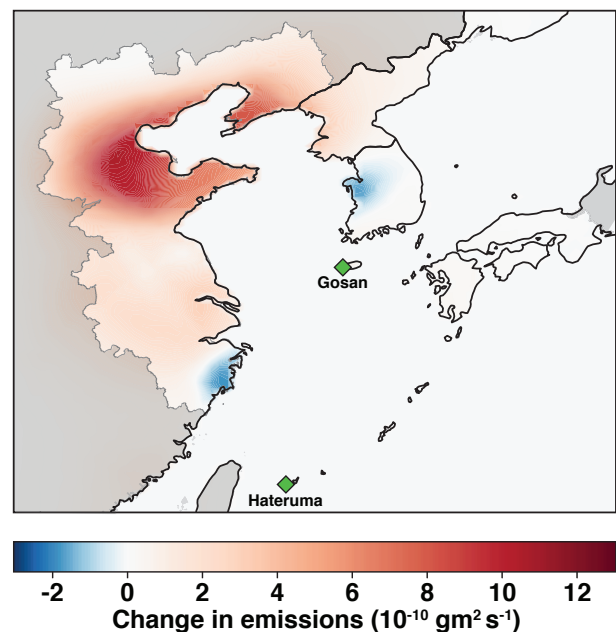 Gosan
Hateruma
-2 0 2 4 6 8 10 12
Change in emissions (10⁻¹⁰ gm² s⁻¹)